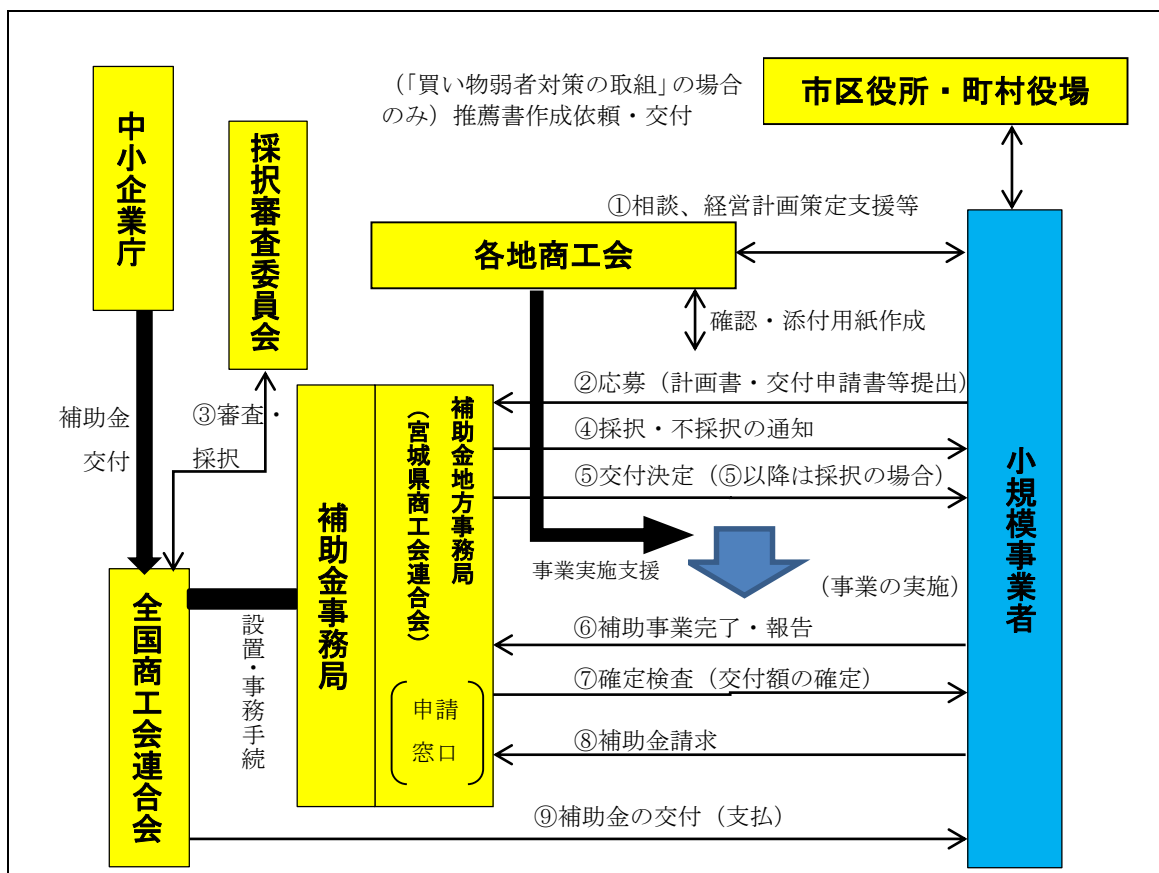 （「買い物弱者対策の取組」の場合
のみ）推薦書作成依頼・交付
市区役所・町村役場
中小企業庁
採択審査委員会
①相談、経営計画策定支援等
各地商工会
確認・添付用紙作成
補助金
交付
③審査・
採択
②応募（計画書・交付申請書等提出）
④採択・不採択の通知
⑤交付決定（⑤以降は採択の場合）
補助金事務局
補助金地方事務局
（宮城県商工会連合会）
申請
窓口
小規模事業者
事業実施支援
（事業の実施）
全国商工会連合会
設置・事務手続
⑥補助事業完了・報告
⑦確定検査（交付額の確定）
⑧補助金請求
⑨補助金の交付（支払）